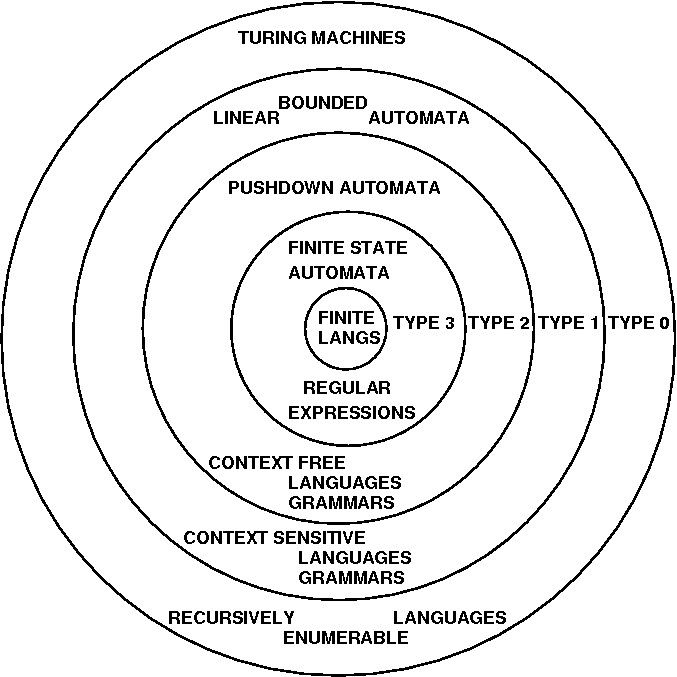 TURING MACHINES
BOUNDED
LINEAR AUTOMATA
PUSHDOWN AUTOMATA
FINITE STATE
AUTOMATA
FINITE
LANGS
TYPE 3 TYPE 2 TYPE 1 TYPE 0
REGULAR
EXPRESSIONS
CONTEXT FREE
LANGUAGES
GRAMMARS
CONTEXT SENSITIVE
LANGUAGES
GRAMMARS
RECURSIVELY LANGUAGES
ENUMERABLE